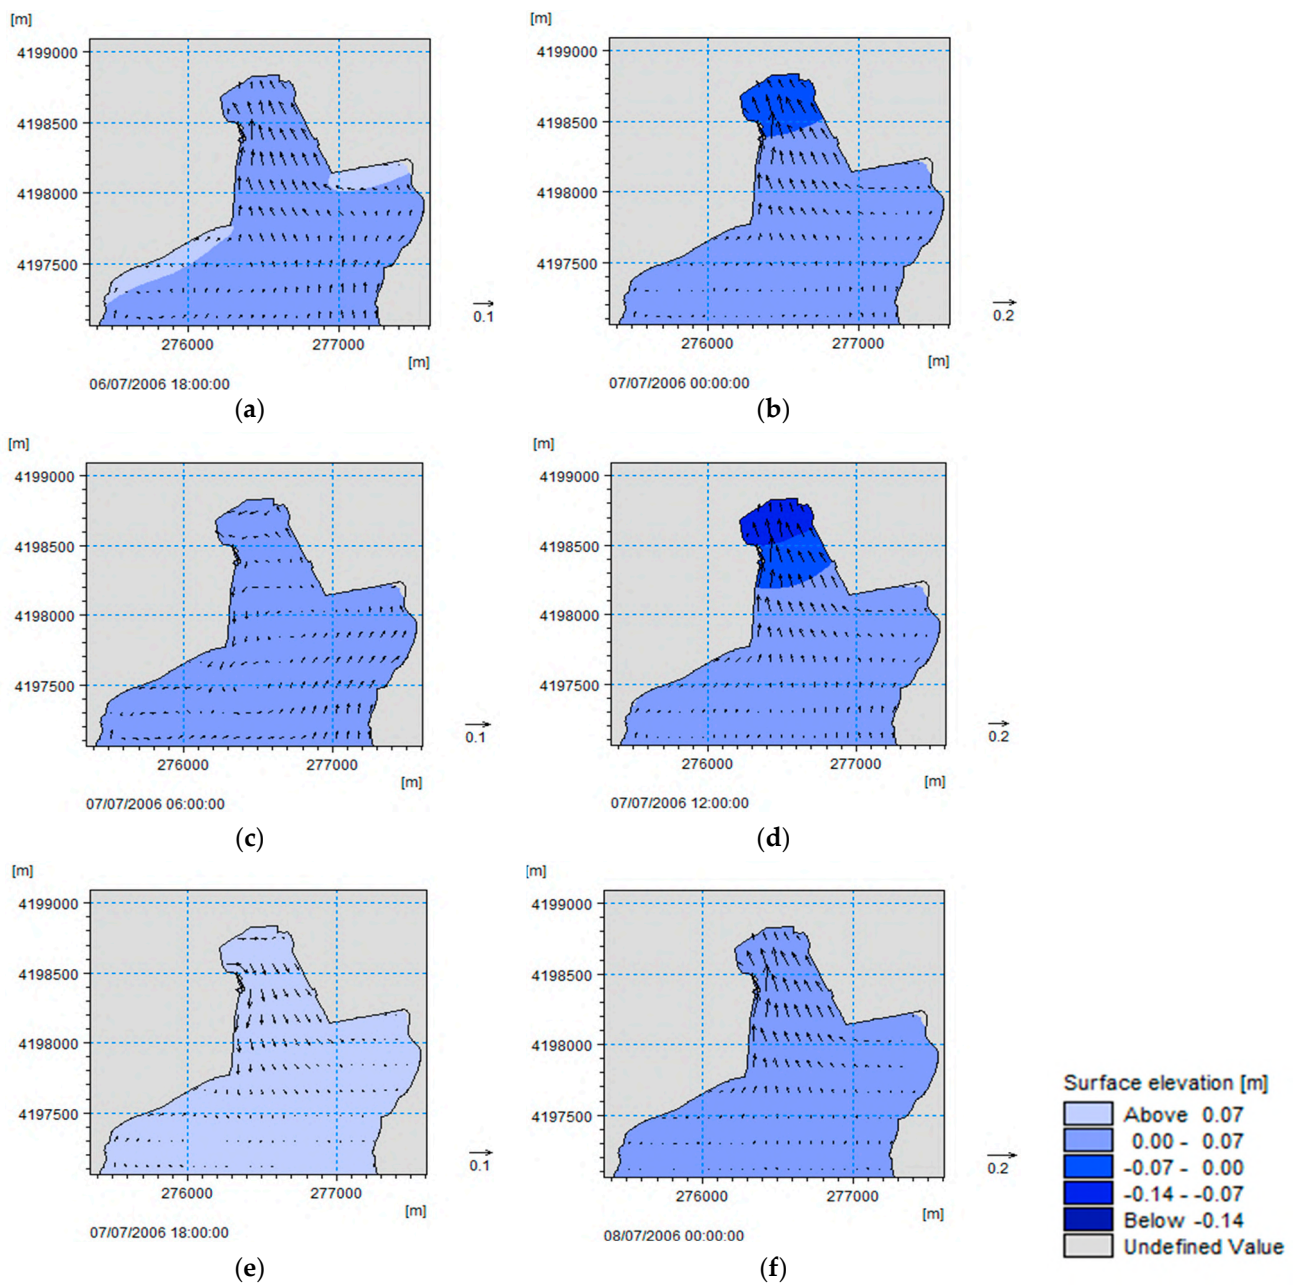 [m]
4199000
4198500
4198000
4197500
276000 277000
[m]
0.1
06/07/2006 18:00:00
(a)
[m]
4199000
4198500
4198000
4197500
276000 277000
[m]
0.2
07/07/2006 00:00:00
(b)
[m]
4199000
4198500
4198000
4197500
276000 277000
[m]
0.1
07/07/2006 06:00:00
(c)
4199000
4198500
4198000
4197500
276000 277000
[m]
0.2
07/07/2006 12:00:00
(d)
[m]
4199000
4198500
4198000
4197500
276000 277000
[m]
0.1
07/07/2006 18:00:00
(e)
[m]
4199000
4198500
4198000
4197500
276000 277000
[m]
0.2
08/07/2006 00:00:00
(f)
Surface elevation [m]
Above 0.07
0.00 - 0.07
-0.07 - 0.00
-0.14 - -0.07
Below -0.14
Undefined Value